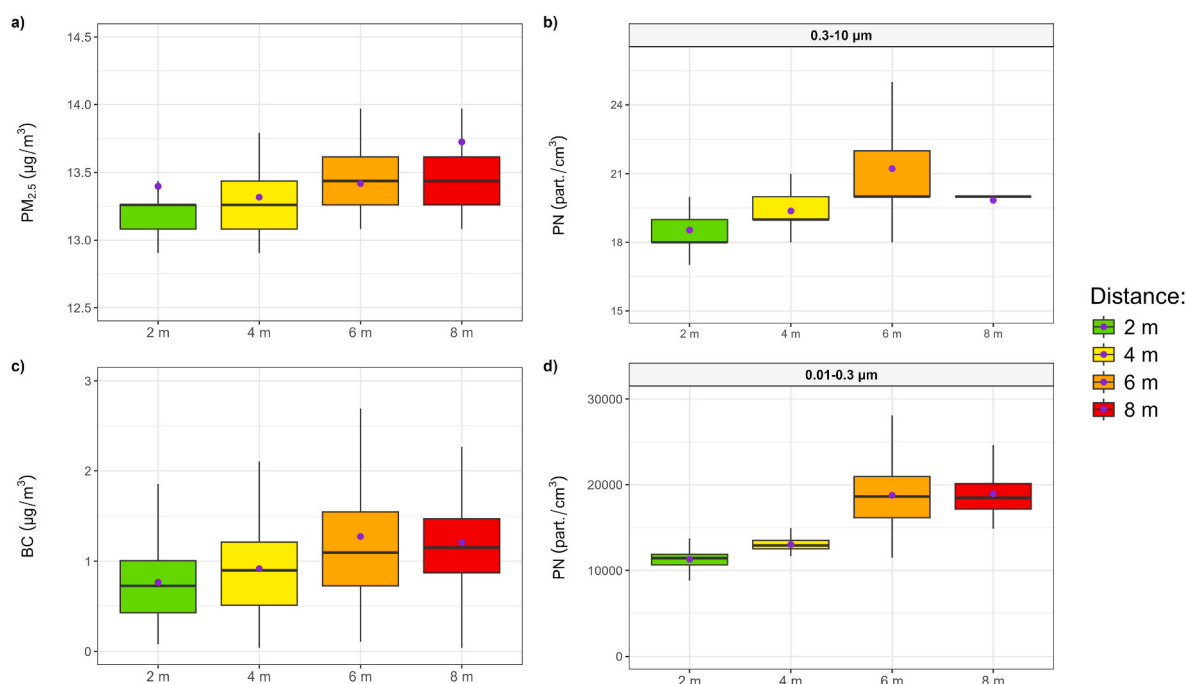 a)
14.5
14.0
13.5
13.0
12.5
PM2.5 (µg/m3)
2 m 4 m 6 m 8 m
b)
0.3-10 µm
24
21
18
15
PN (part./cm3)
2 m 4 m 6 m 8 m
c)
3
2
1
0
BC (µg/m3)
2 m 4 m 6 m 8 m
d)
0.01-0.3 µm
30000
20000
10000
0
PN (part./cm3)
2 m 4 m 6 m 8 m
Distance:
2 m
4 m
6 m
8 m